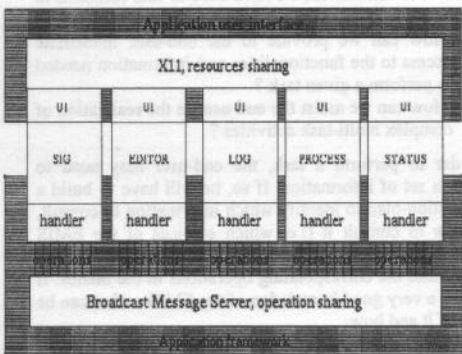 Application user interface
X11, resources sharing
UI UI UI UI UI
SIG EDITOR LOG PROCESS STATUS
handler handler handler handler handler
operations operations operations operations operations
Broadcast Message Server, operation sharing
Application framework